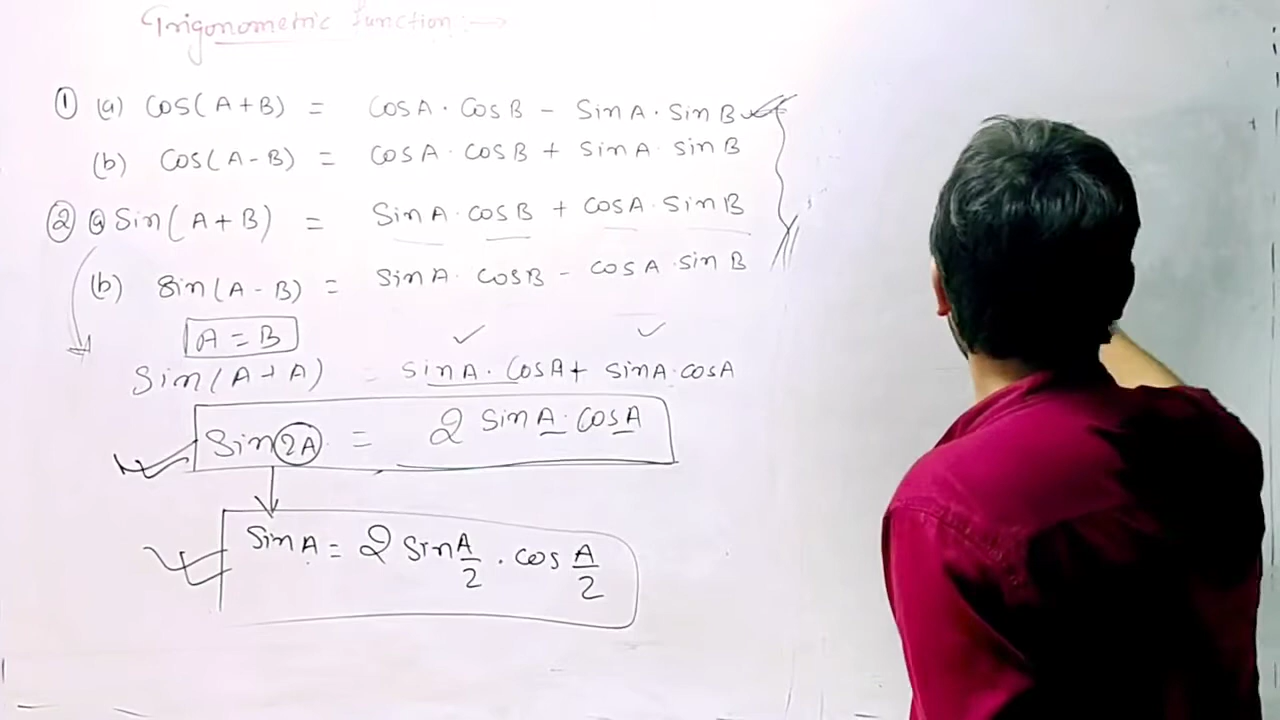 Trigonometric function:→
① (a) cos(A+B) = cosA·cosB - sinA·sinB
(b) cos(A-B) = cosA·cosB + sinA·sinB
② (a) Sin(A+B) = SinA·cosB + cosA·sinB
(b) Sin(A-B) = SinA·cosB - cosA·sinB
A = B
Sin(A+A) = sinA·cosA + sinA·cosA
Sin2A = 2 sinA·cosA
SinA = 2 Sin A/2 · cos A/2